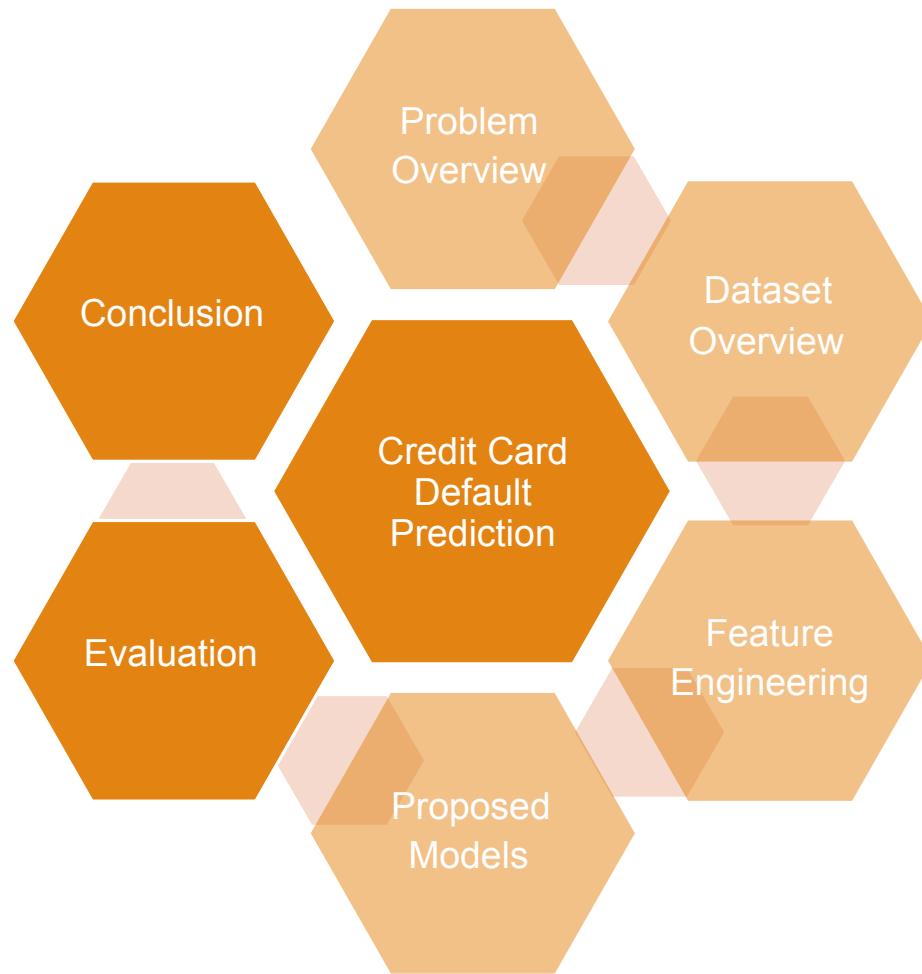 Problem
Overview
Dataset
Overview
Feature
Engineering
Proposed
Models
Evaluation
Conclusion
Credit Card
Default
Prediction